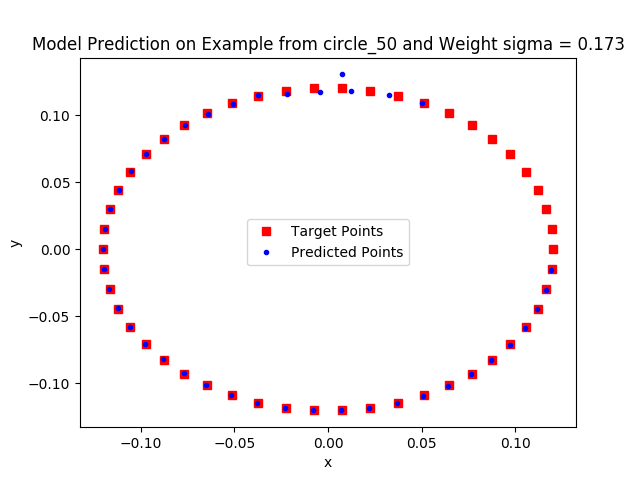 Model Prediction on Example from circle_50 and Weight sigma = 0.173
0.10
0.05
0.00
−0.05
−0.10
y
Target Points
Predicted Points
−0.10 −0.05 0.00 0.05 0.10
x